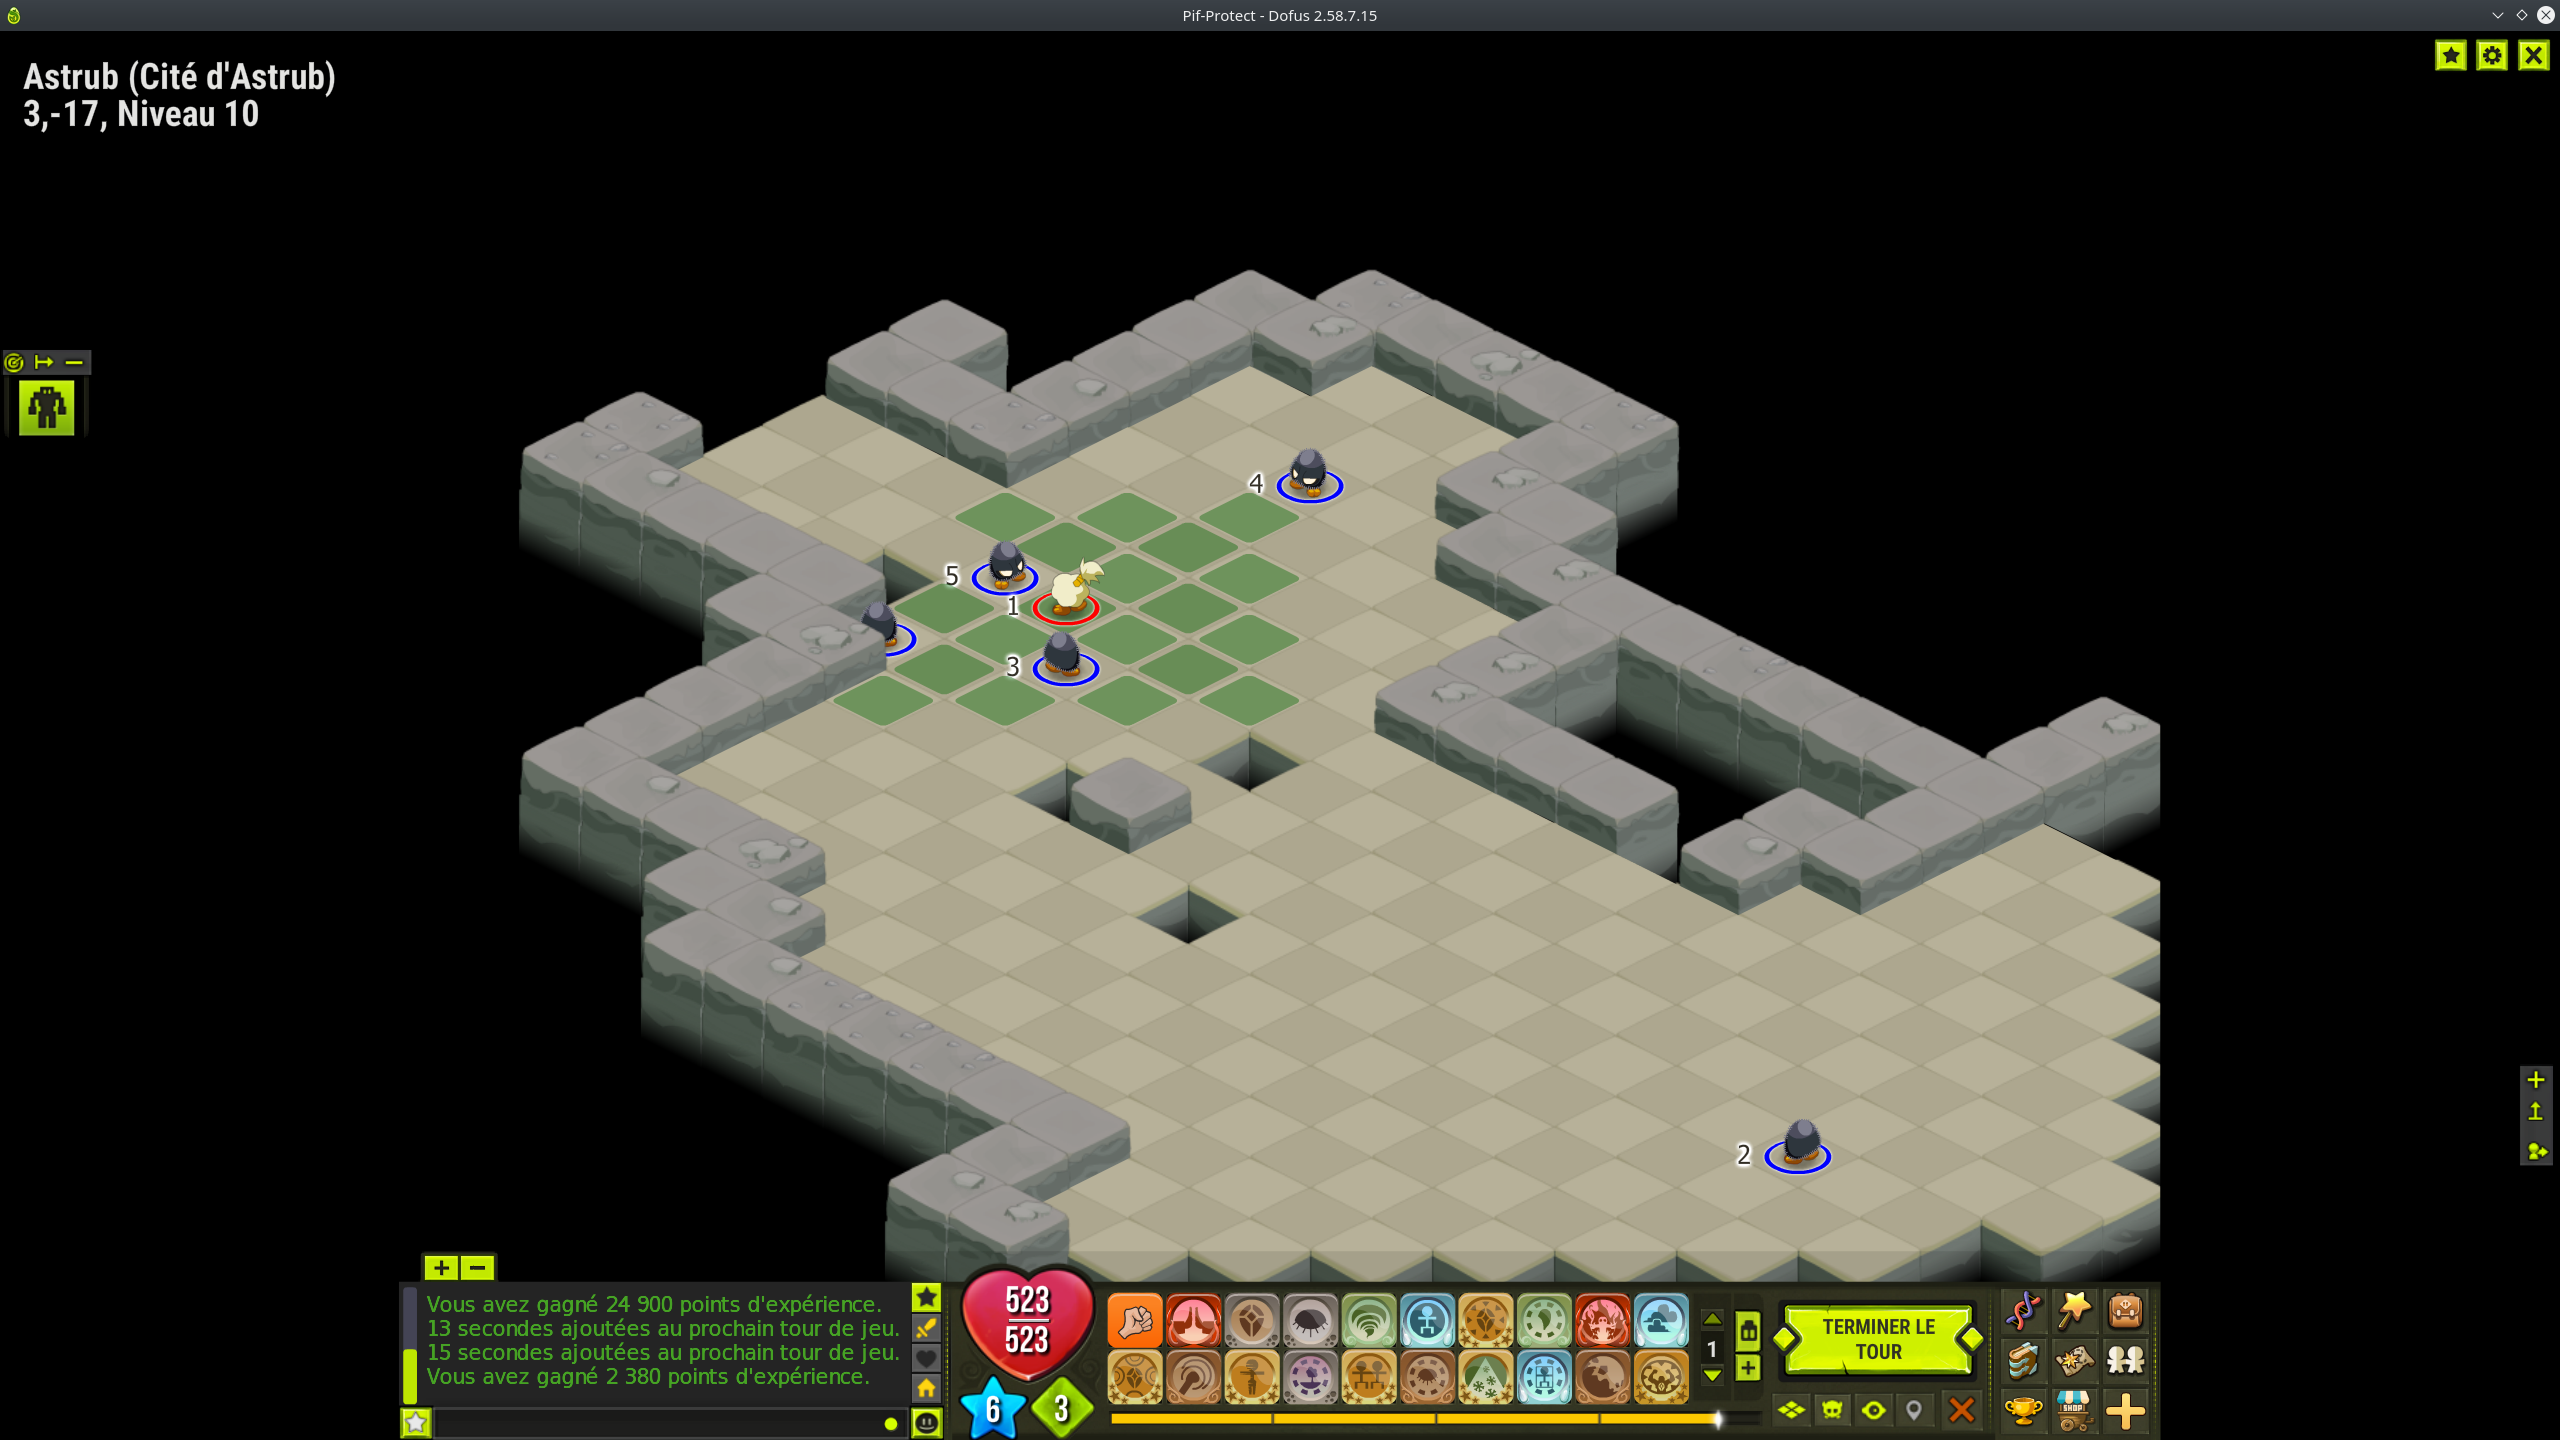 Pif-Protect - Dofus 2.58.7.15
Astrub (Cité d'Astrub)
3,-17, Niveau 10
4
5
1
3
2
Vous avez gagné 24 900 points d'expérience.
13 secondes ajoutées au prochain tour de jeu.
15 secondes ajoutées au prochain tour de jeu.
Vous avez gagné 2 380 points d'expérience.
523
523
6
3
1
TERMINER LE
TOUR
SHOP